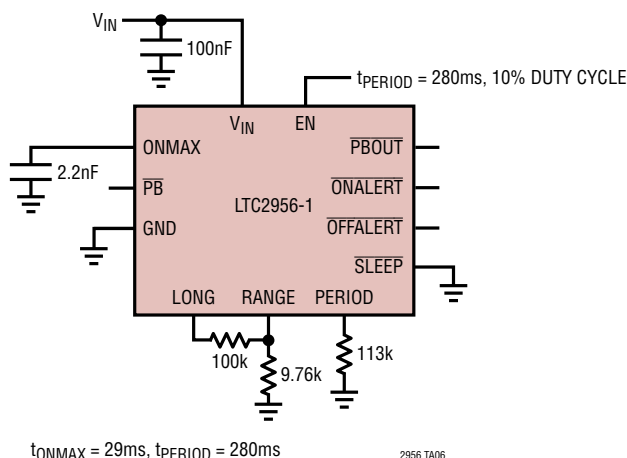 VIN
100nF
tPERIOD = 280ms, 10% DUTY CYCLE
VIN EN
ONMAX PBOUT
2.2nF
PB ONALERT
LTC2956-1
GND OFFALERT
SLEEP
LONG RANGE PERIOD
100k 9.76k 113k
tONMAX = 29ms, tPERIOD = 280ms
2956 TA06